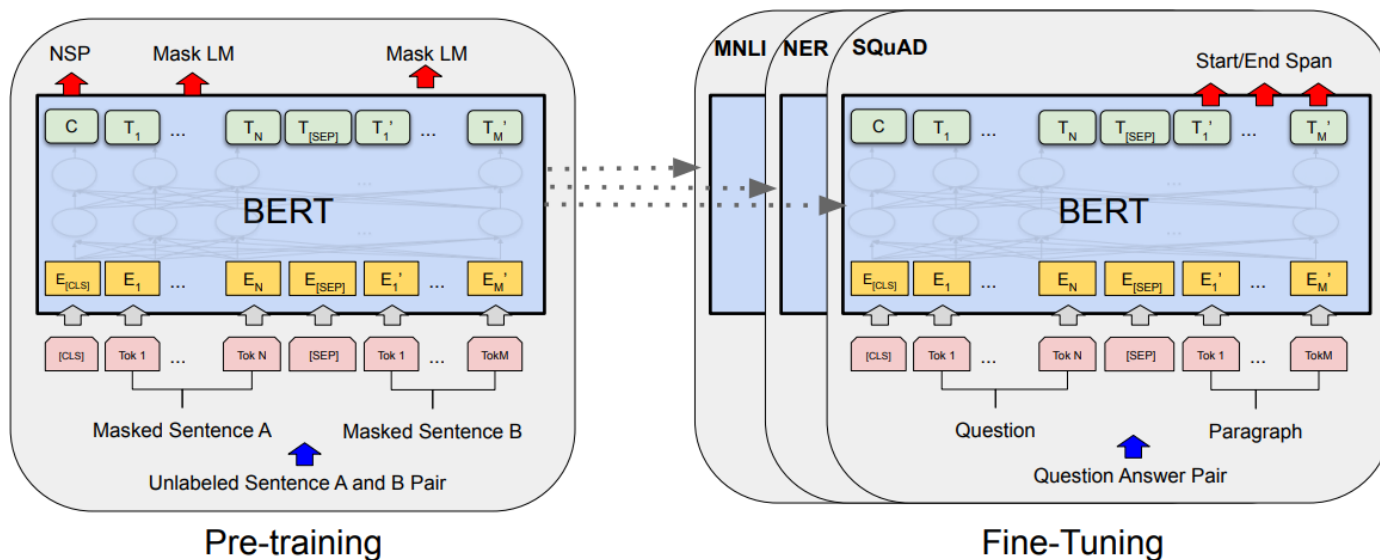 NSP Mask LM Mask LM
C T1 ... TN T[SEP] T1' ... TM'
...
BERT
...
E[CLS] E1 ... EN E[SEP] E1' ... EM'
[CLS] Tok 1 ... Tok N [SEP] Tok 1 ... TokM
Masked Sentence A Masked Sentence B
Unlabeled Sentence A and B Pair
Pre-training
MNLI NER SQuAD
Start/End Span
C T1 ... TN T[SEP] T1' ... TM'
...
BERT
...
E[CLS] E1 ... EN E[SEP] E1' ... EM'
[CLS] Tok 1 ... Tok N [SEP] Tok 1 ... TokM
Question Paragraph
Question Answer Pair
Fine-Tuning